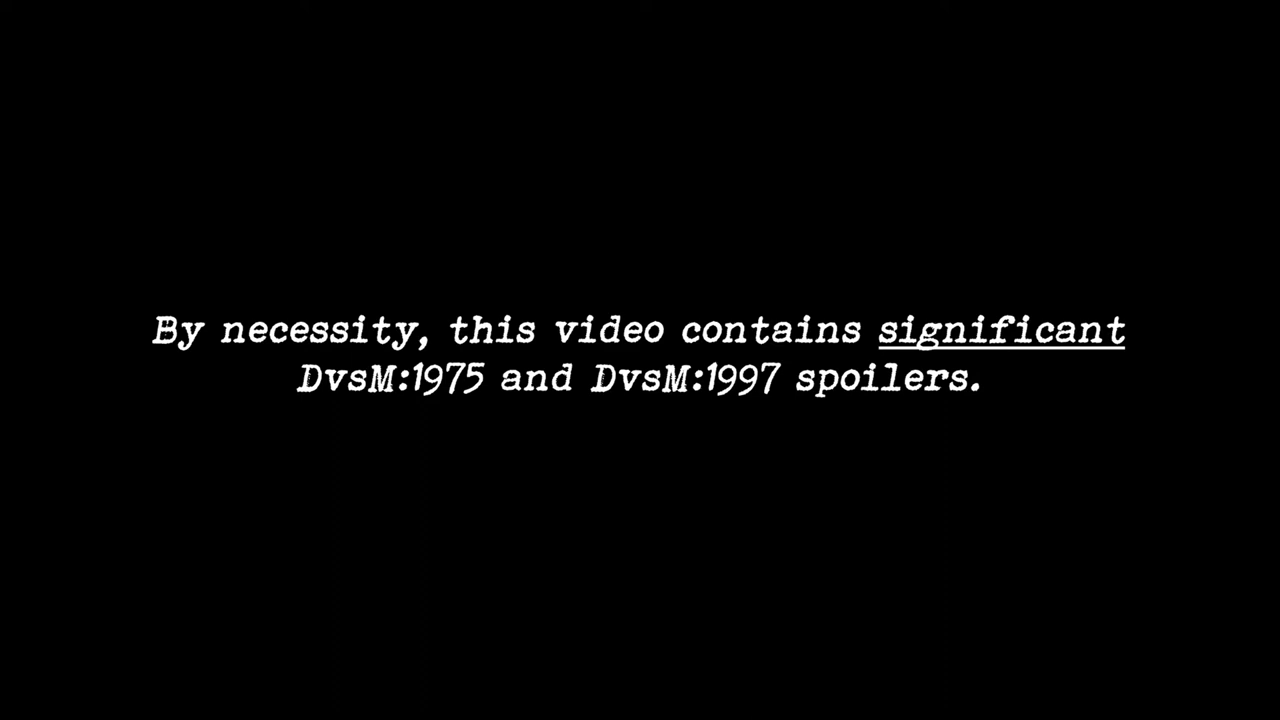 By necessity, this video contains significant
DvsM:1975 and DvsM:1997 spoilers.